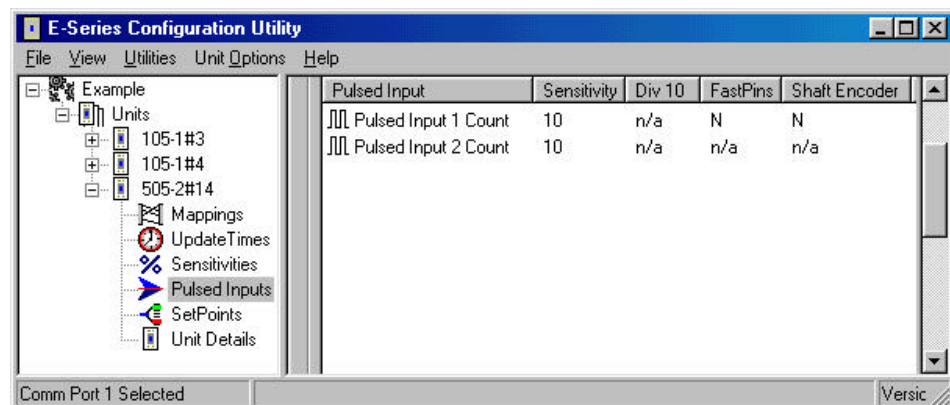 E-Series Configuration Utility
File View Utilities Unit Options Help
Example
Units
105-1#3
105-1#4
505-2#14
Mappings
UpdateTimes
Sensitivities
Pulsed Inputs
SetPoints
Unit Details
Pulsed Input Sensitivity Div 10 FastPins Shaft Encoder
Pulsed Input 1 Count 10 n/a N N
Pulsed Input 2 Count 10 n/a n/a n/a
Comm Port 1 Selected
Versic